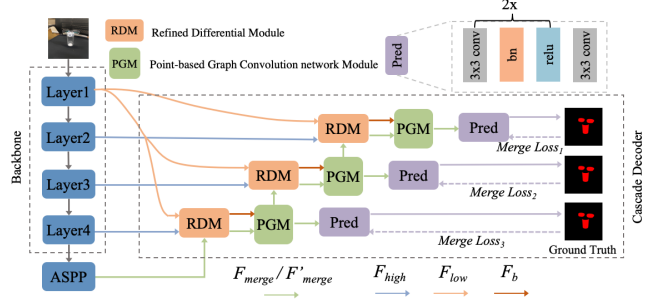 RDM Refined Differential Module
PGM Point-based Graph Convolution network Module
2x
Pred
3x3 conv
bn
relu
3x3 conv
Backbone
Layer1
Layer2
Layer3
Layer4
ASPP
RDM
PGM
Pred
Merge Loss1
RDM
PGM
Pred
Merge Loss2
RDM
PGM
Pred
Merge Loss3
Ground Truth
Cascade Decoder
Fmerge/F'merge
Fhigh
Flow
Fb